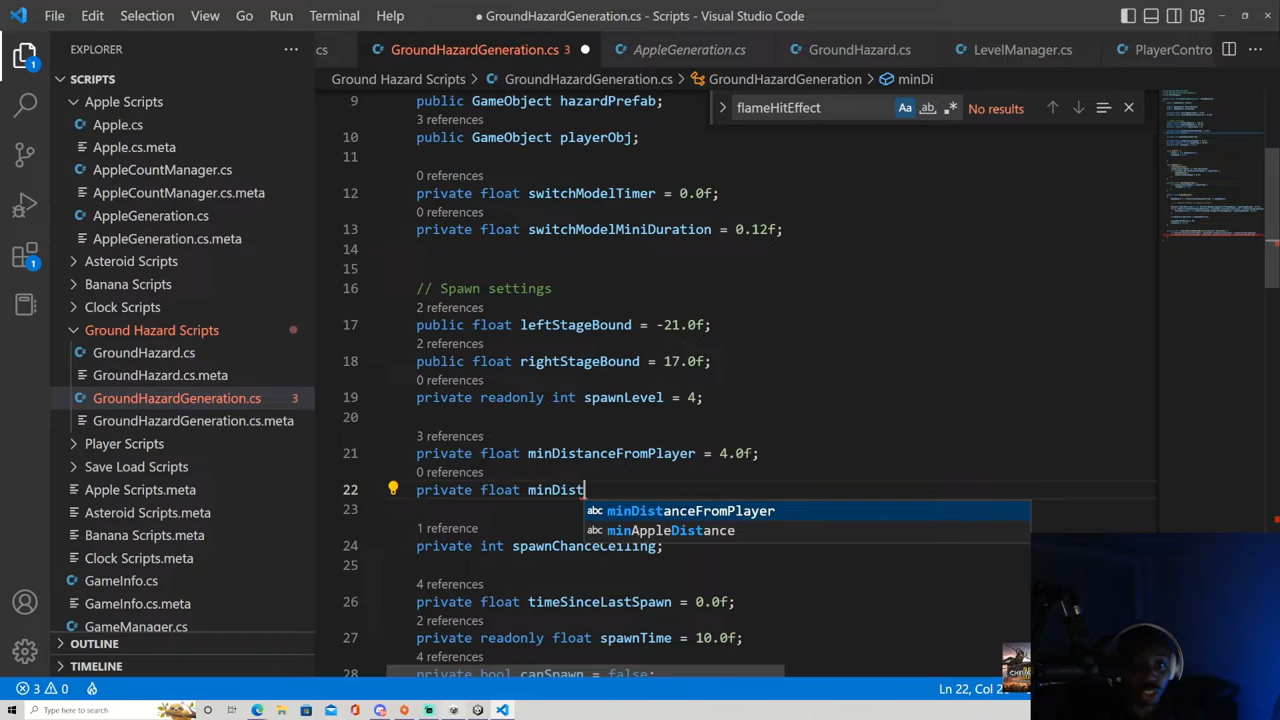 File Edit Selection View Go Run Terminal Help ● GroundHazardGeneration.cs - Scripts - Visual Studio Code
EXPLORER
.cs GroundHazardGeneration.cs 3 ● AppleGeneration.cs GroundHazard.cs LevelManager.cs PlayerContro
Ground Hazard Scripts > GroundHazardGeneration.cs > GroundHazardGeneration > minDi
flameHitEffect Aa ab No results
SCRIPTS
Apple Scripts
Apple.cs
Apple.cs.meta
AppleCountManager.cs
AppleCountManager.cs.meta
AppleGeneration.cs
AppleGeneration.cs.meta
Asteroid Scripts
Banana Scripts
Clock Scripts
Ground Hazard Scripts
GroundHazard.cs
GroundHazard.cs.meta
GroundHazardGeneration.cs 3
GroundHazardGeneration.cs.meta
Player Scripts
Save Load Scripts
Apple Scripts.meta
Asteroid Scripts.meta
Banana Scripts.meta
Clock Scripts.meta
GameInfo.cs
GameInfo.cs.meta
GameManager.cs
OUTLINE
TIMELINE
1
1
9 public GameObject hazardPrefab;
3 references
10 public GameObject playerObj;
11
0 references
12 private float switchModelTimer = 0.0f;
0 references
13 private float switchModelMiniDuration = 0.12f;
14
15
16 // Spawn settings
2 references
17 public float leftStageBound = -21.0f;
2 references
18 public float rightStageBound = 17.0f;
0 references
19 private readonly int spawnLevel = 4;
20
3 references
21 private float minDistanceFromPlayer = 4.0f;
0 references
22 private float minDist
abc minDistanceFromPlayer
abc minAppleDistance
23
1 reference
24 private int spawnChanceCeiling;
25
4 references
26 private float timeSinceLastSpawn = 0.0f;
2 references
27 private readonly float spawnTime = 10.0f;
4 references
28 private bool canSpawn = false;
3 0 Ln 22, Col 2
Type here to search